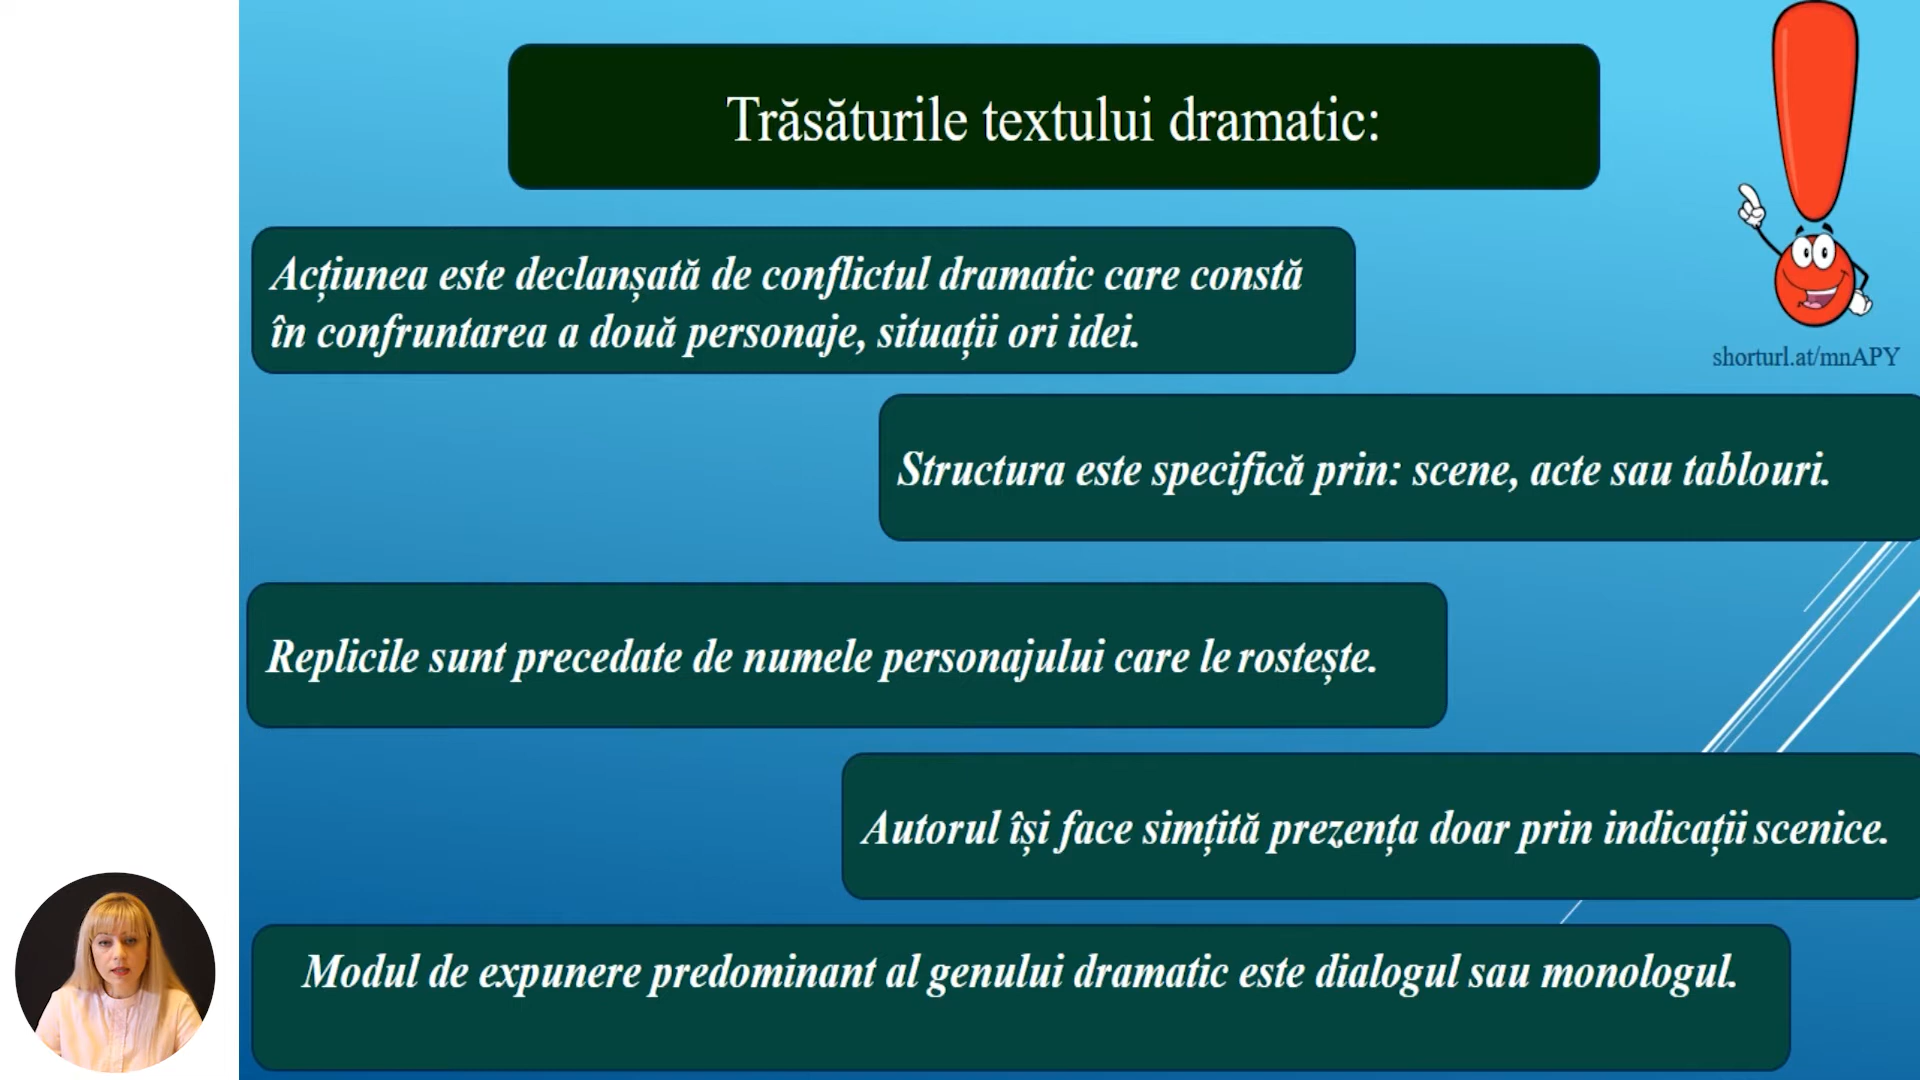 Trăsăturile textului dramatic:
Acțiunea este declanșată de conflictul dramatic care constă
în confruntarea a două personaje, situații ori idei.
shorturl.at/mnAPY
Structura este specifică prin: scene, acte sau tablouri.
Replicile sunt precedate de numele personajului care le rostește.
Autorul își face simțită prezența doar prin indicații scenice.
Modul de expunere predominant al genului dramatic este dialogul sau monologul.